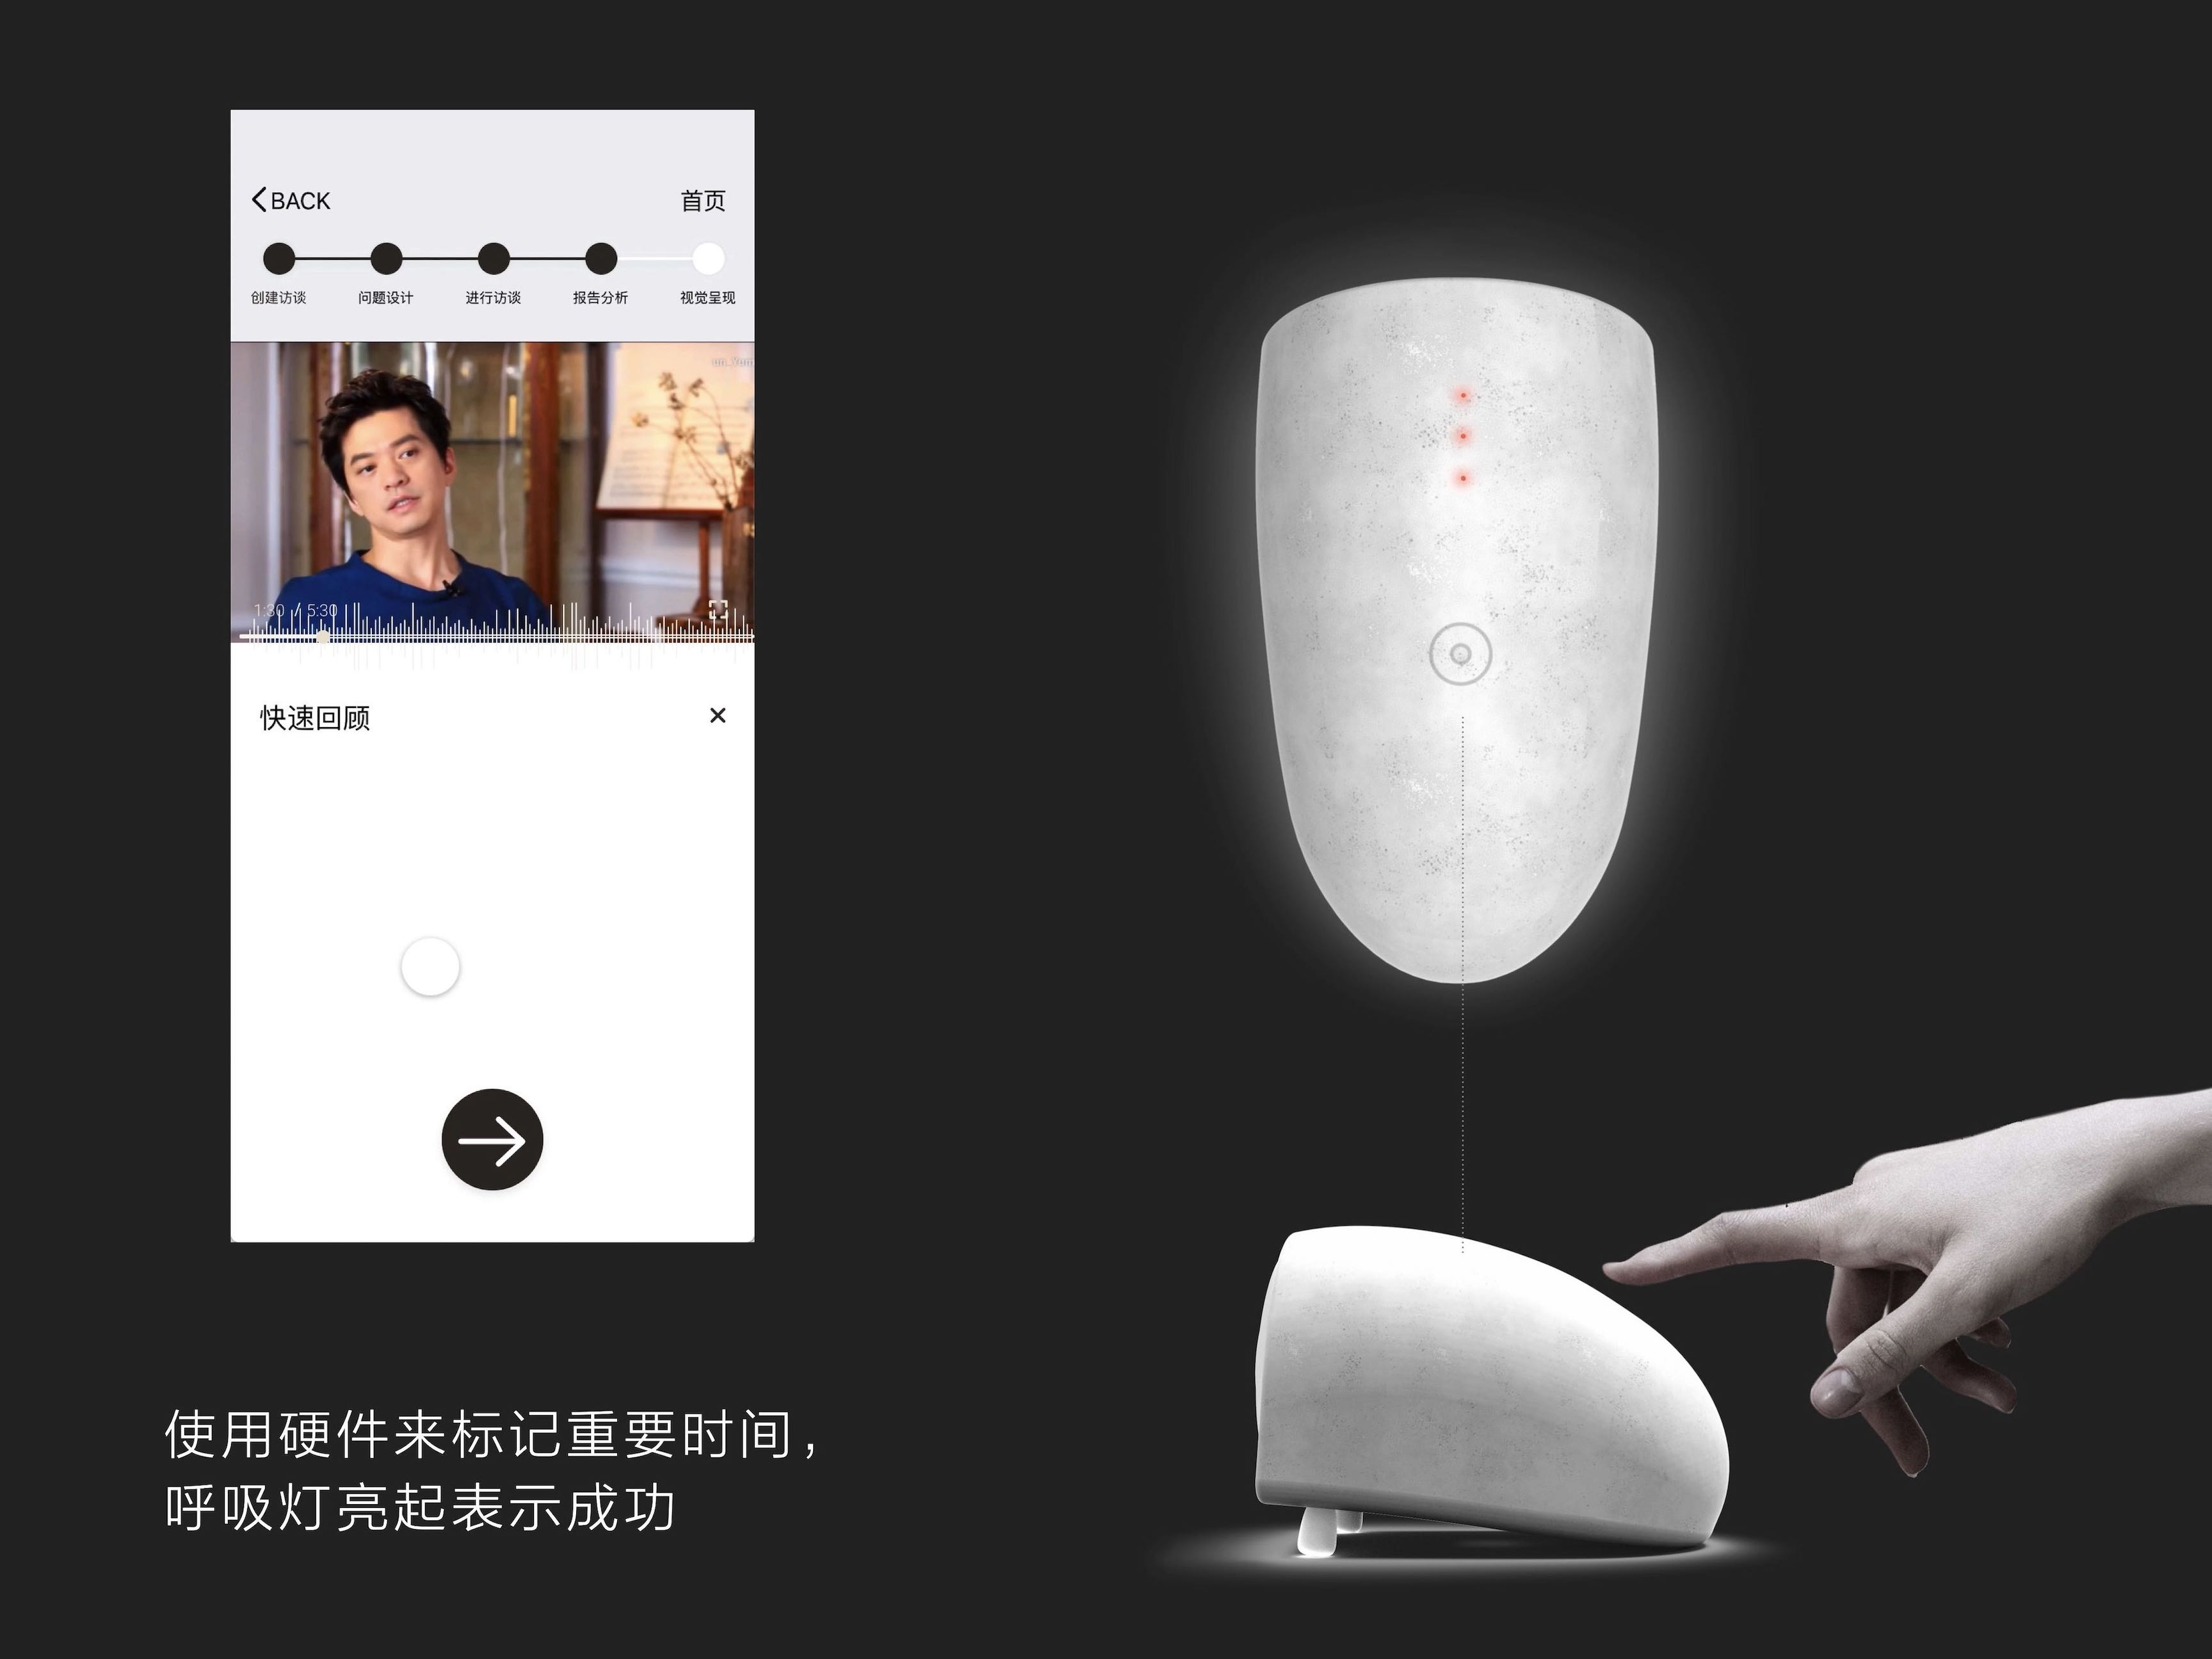 BACK
首页
创建访谈
问题设计
进行访谈
报告分析
视觉呈现
1:30 / 5:30
快速回顾
使用硬件来标记重要时间，
呼吸灯亮起表示成功